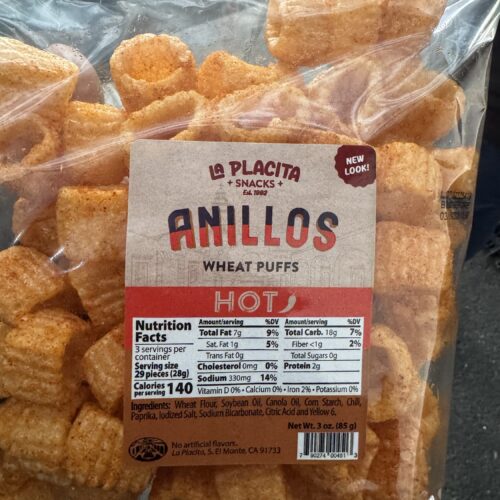 LA PLACITA
SNACKS
Est. 1992
NEW
LOOK!
ANILLOS
WHEAT PUFFS
HOT
Nutrition
Facts
3 servings per
container
Serving size
29 pieces (28g)
Calories
per serving 140
Amount/serving %DV
Total Fat 7g 9%
Sat. Fat 1g 5%
Trans Fat 0g
Cholesterol 0mg 0%
Sodium 330mg 14%
Amount/serving %DV
Total Carb. 18g 7%
Fiber <1g 2%
Total Sugars 0g
Protein 2g
Vitamin D 0% • Calcium 0% • Iron 2% • Potassium 0%
Ingredients: Wheat Flour, Soybean Oil, Canola Oil, Corn Starch, Chili,
Paprika, Iodized Salt, Sodium Bicarbonate, Citric Acid and Yellow 6.
Net Wt. 3 oz. (85 g)
No artificial flavors.
La Placita, S. El Monte, CA 91733
7 90274 00481 3